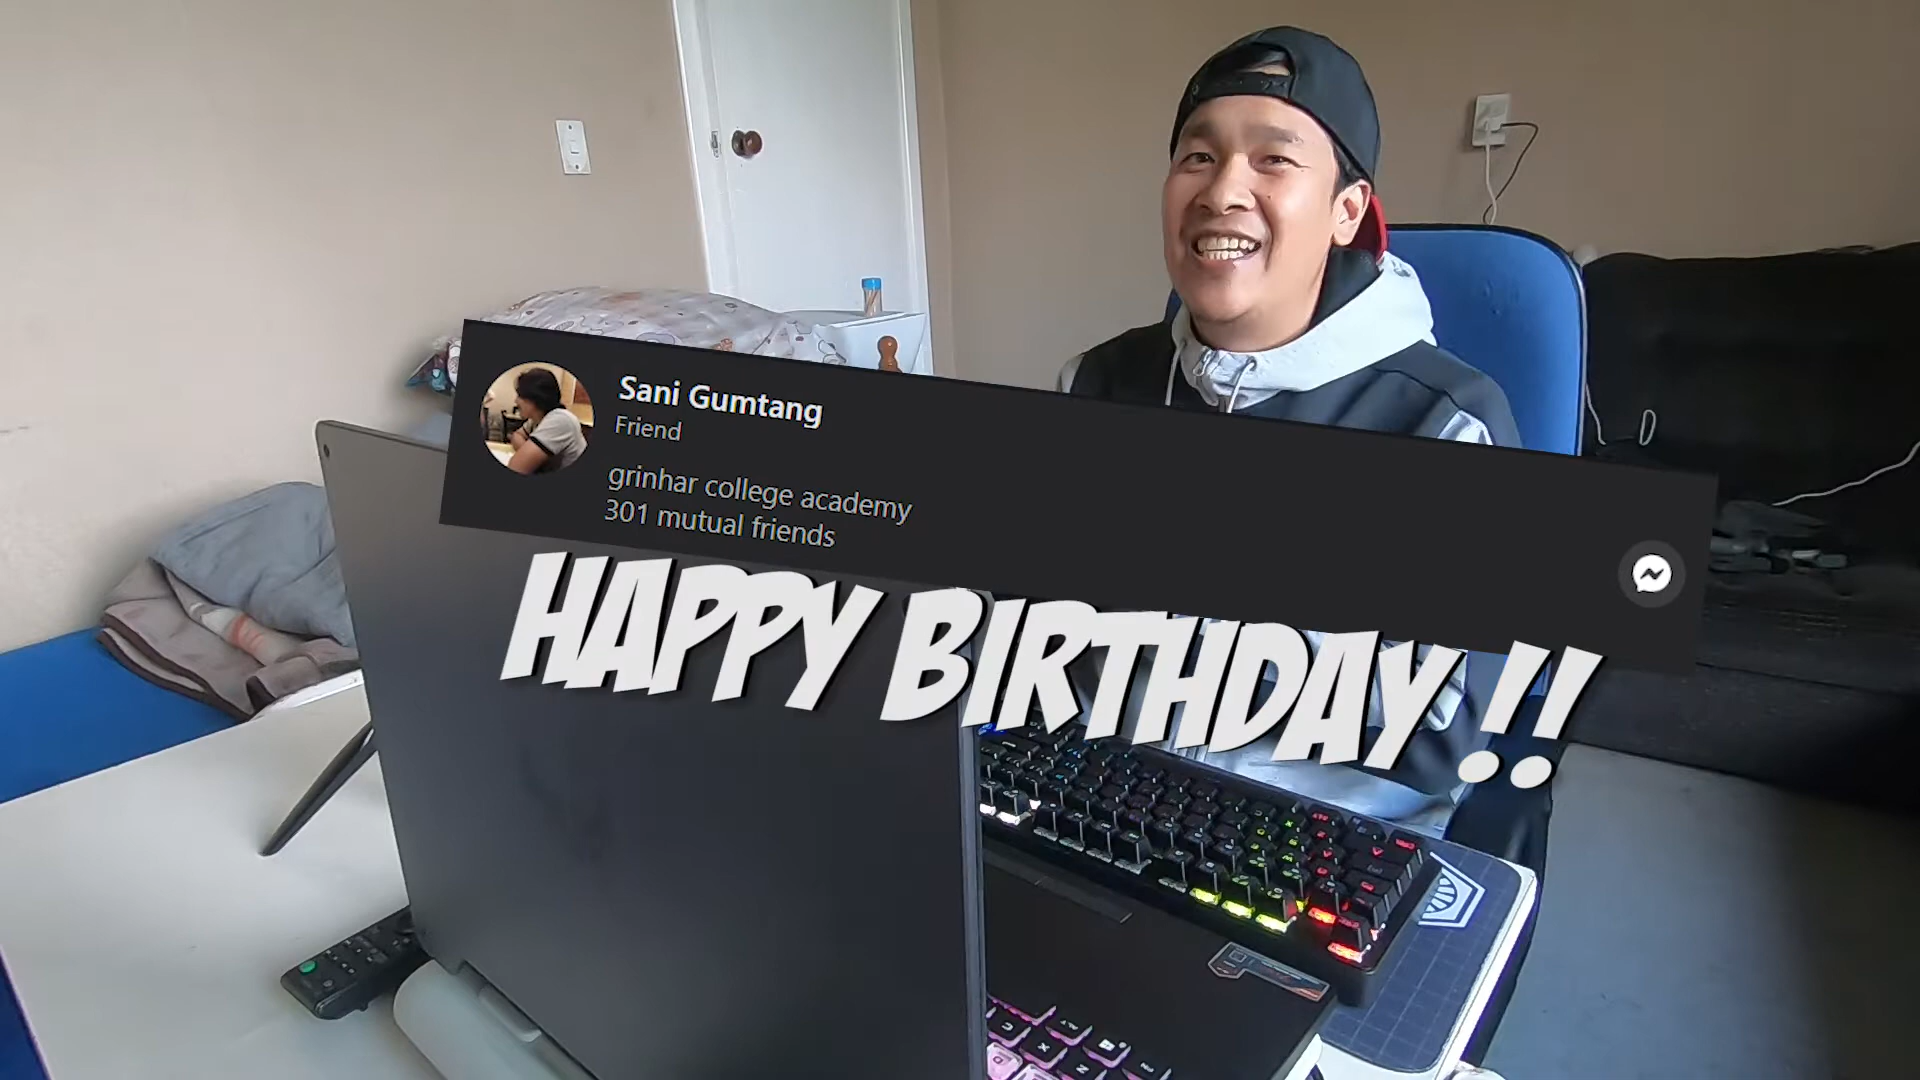 Sani Gumtang
Friend
grinhar college academy
301 mutual friends
HAPPY BIRTHDAY !!